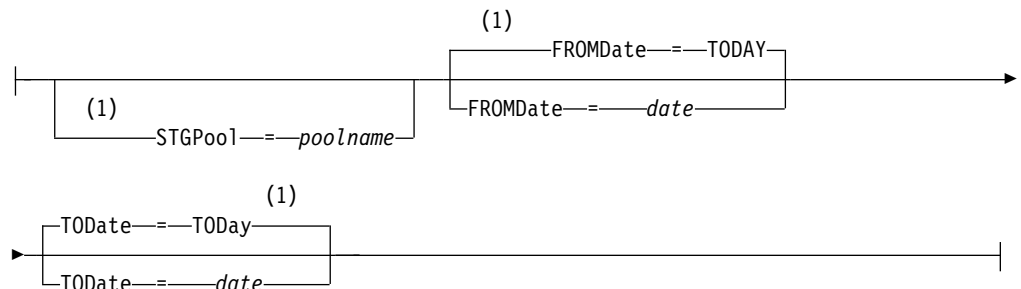 (1)
FROMDate = TODAY
FROMDate = date
(1)
STGPool = poolname
(1)
TODate = TODay
TODate = date